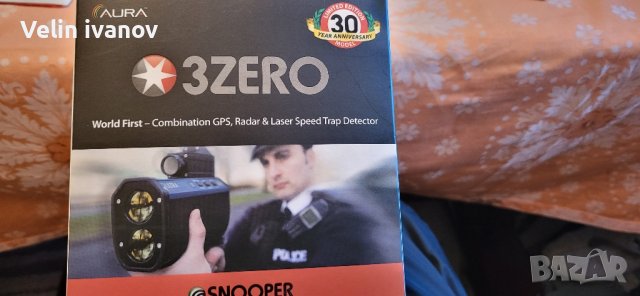 Velin ivanov
AURA
LIMITED EDITION
30
YEAR ANNIVERSARY
MODEL
3ZERO
World First – Combination GPS, Radar & Laser Speed Trap Detector
POLICE
SNOOPER
BAZAR